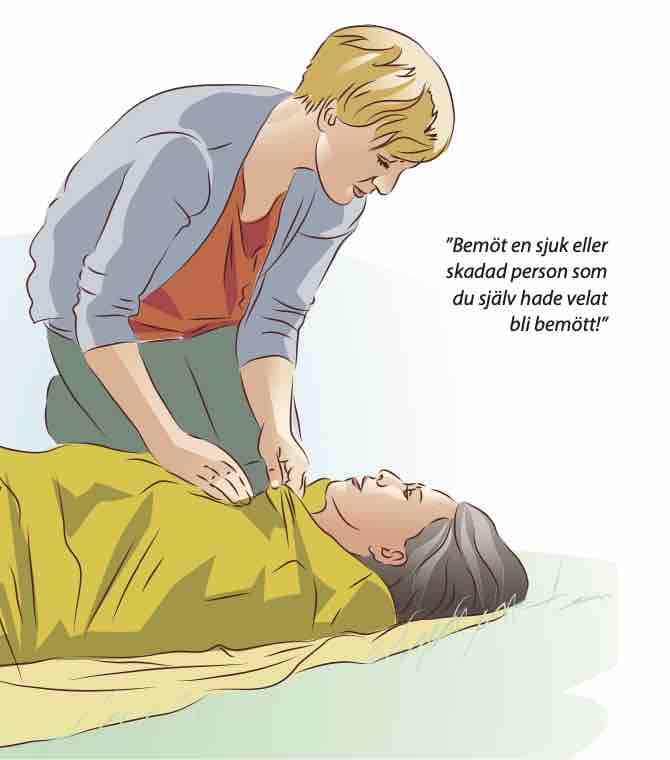 ”Bemöt en sjuk eller
skadad person som
du själv hade velat
bli bemött!”